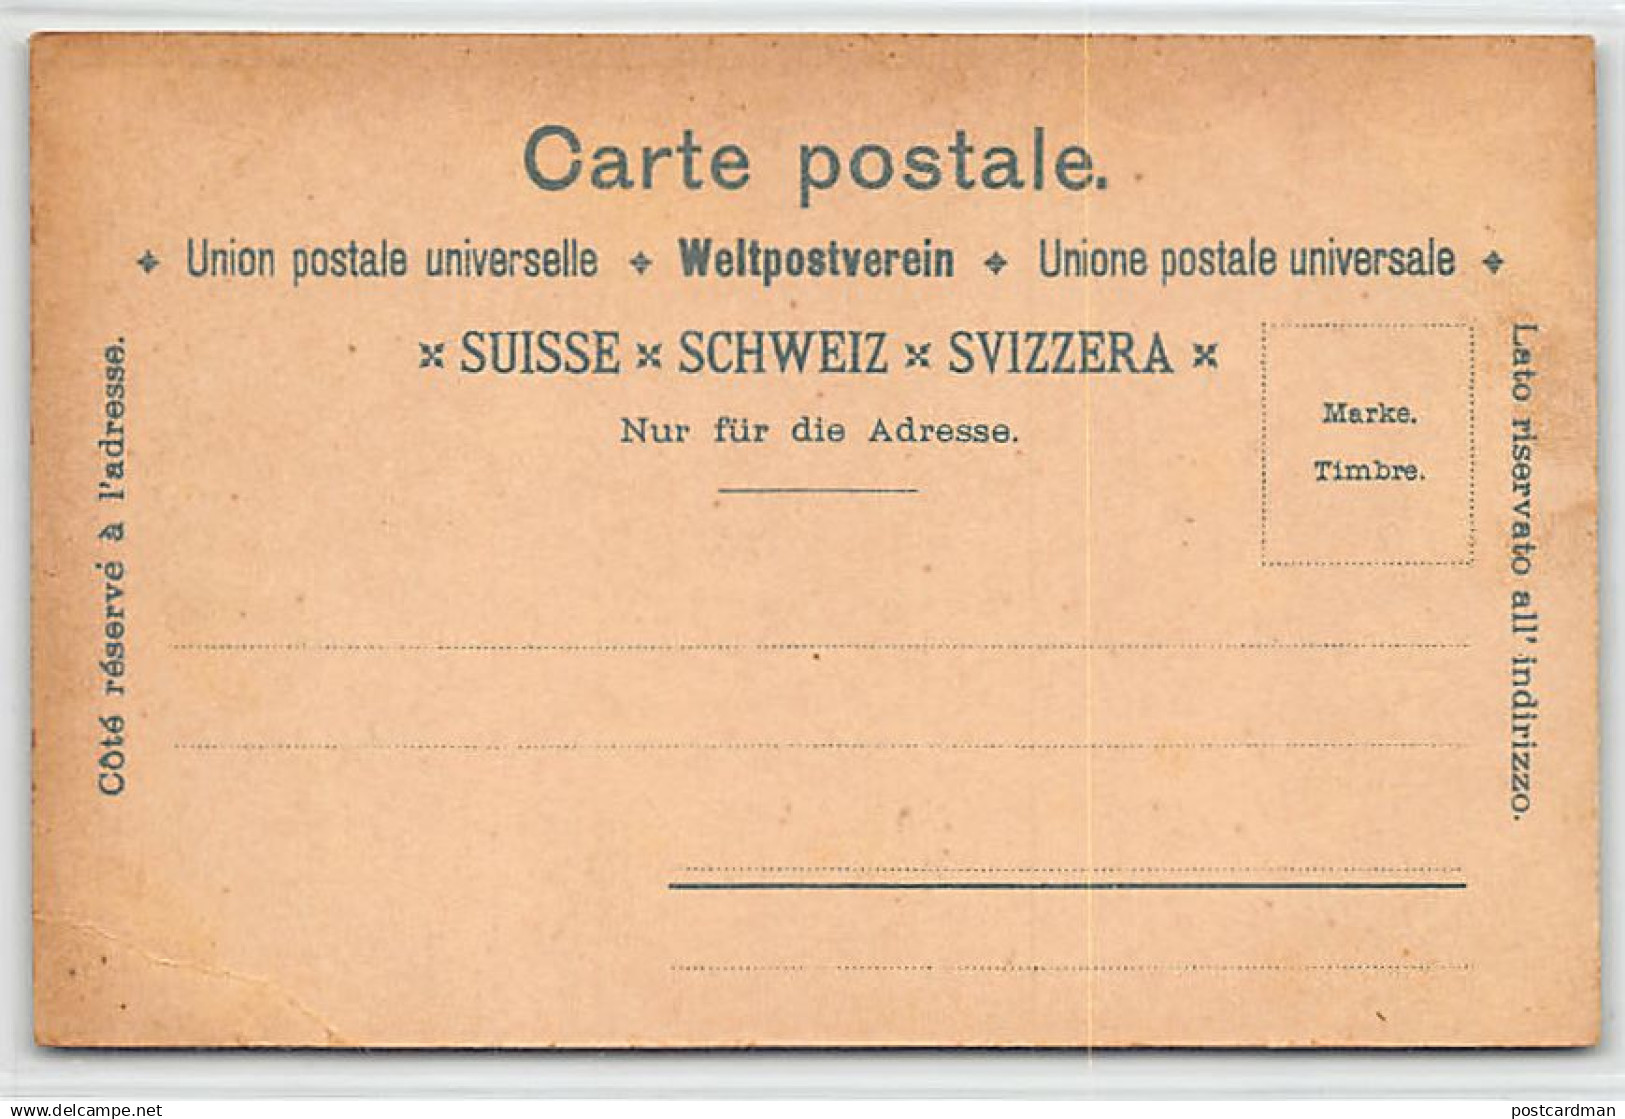 Carte postale.
✦ Union postale universelle ✦ Weltpostverein ✦ Unione postale universale ✦
SUISSE × SCHWEIZ × SVIZZERA
Nur für die Adresse.
Marke.
Timbre.
Côté réservé à l'adresse.
Lato riservato all' indirizzo.
www.delcampe.net
postcardman